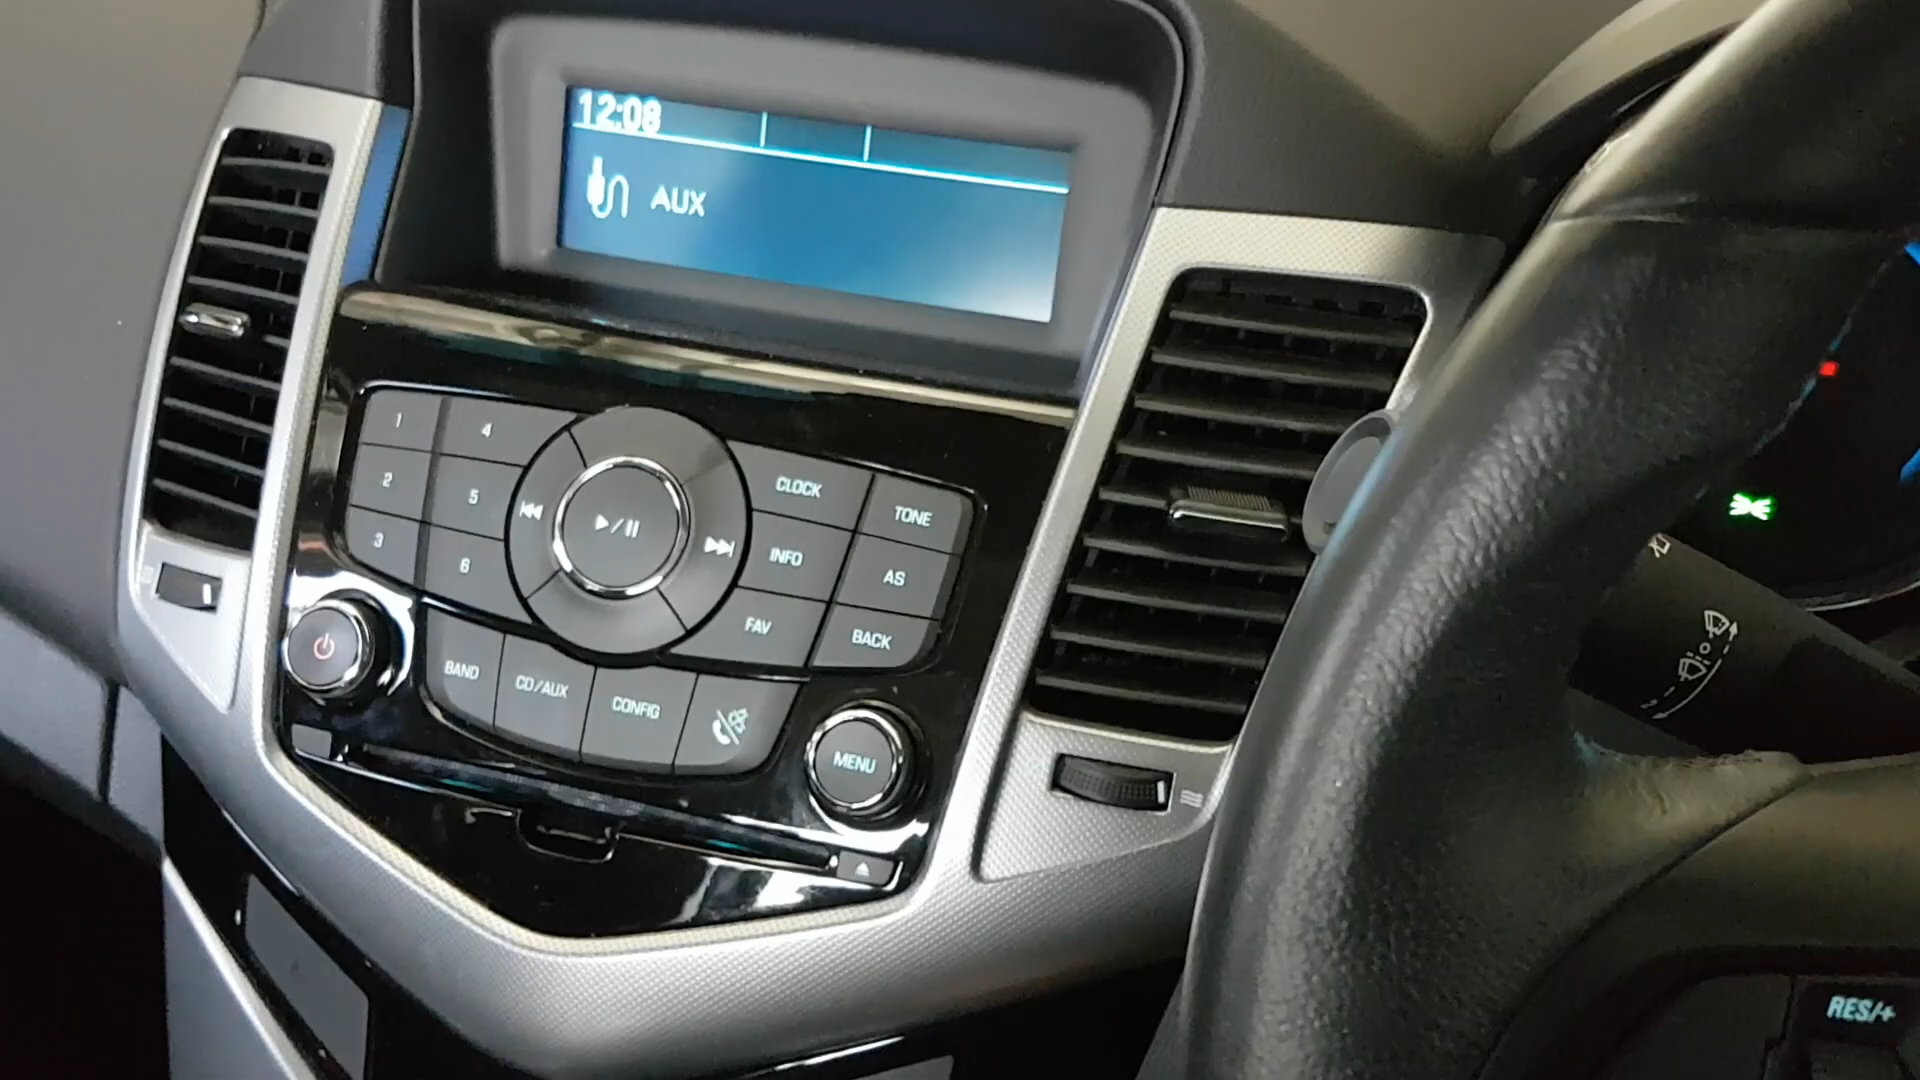 12:08
AUX
1
4
2
5
3
6
CLOCK
TONE
INFO
AS
FAV
BACK
BAND
CD/AUX
CONFIG
MENU
RES/+